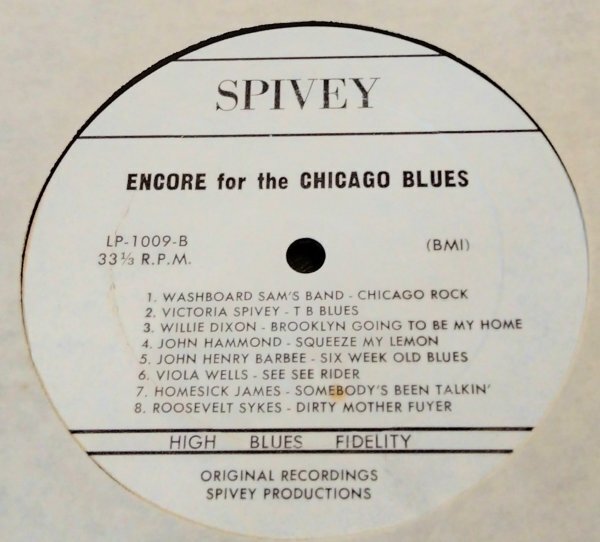 SPIVEY
ENCORE for the CHICAGO BLUES
LP-1009-B
(BMI)
33⅓ R.P.M.
1. WASHBOARD SAM'S BAND - CHICAGO ROCK
2. VICTORIA SPIVEY - T B BLUES
3. WILLIE DIXON - BROOKLYN GOING TO BE MY HOME
4. JOHN HAMMOND - SQUEEZE MY LEMON
5. JOHN HENRY BARBEE - SIX WEEK OLD BLUES
6. VIOLA WELLS - SEE SEE RIDER
7. HOMESICK JAMES - SOMEBODY'S BEEN TALKIN'
8. ROOSEVELT SYKES - DIRTY MOTHER FUYER
HIGH BLUES FIDELITY
ORIGINAL RECORDINGS
SPIVEY PRODUCTIONS